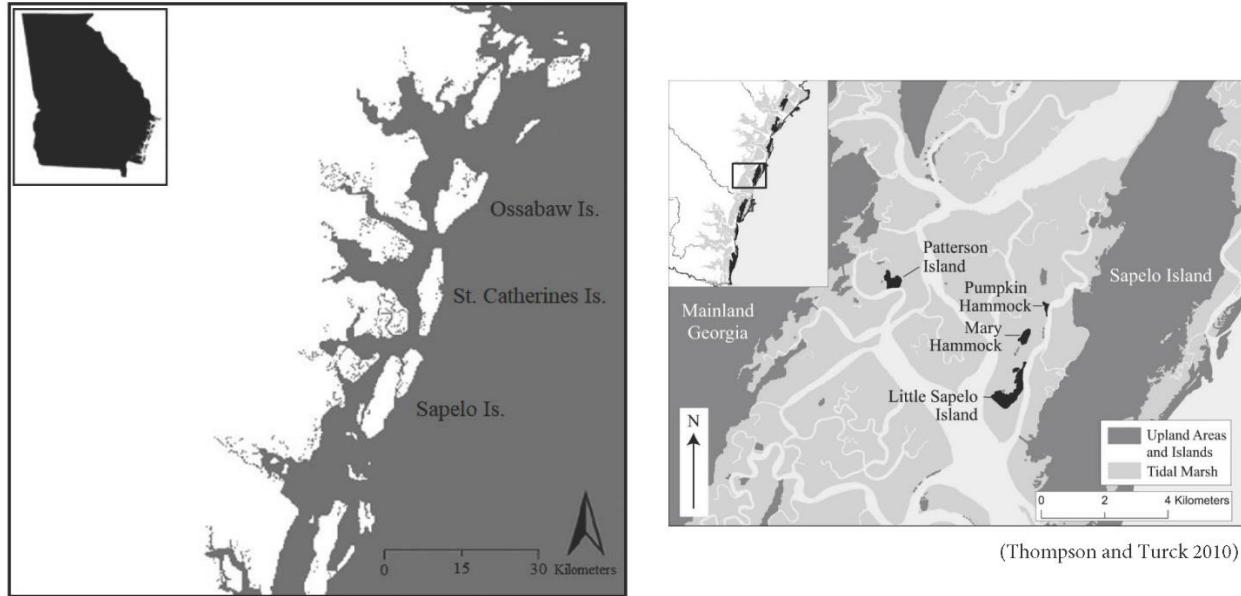 Ossabaw Is.
St. Catherines Is.
Sapelo Is.
0 15 30 Kilometers
Patterson
Island
Sapelo Island
Pumpkin
Hammock
Mainland
Georgia
Mary
Hammock
Little Sapelo
Island
N
Upland Areas
and Islands
Tidal Marsh
0 2 4 Kilometers
(Thompson and Turck 2010)